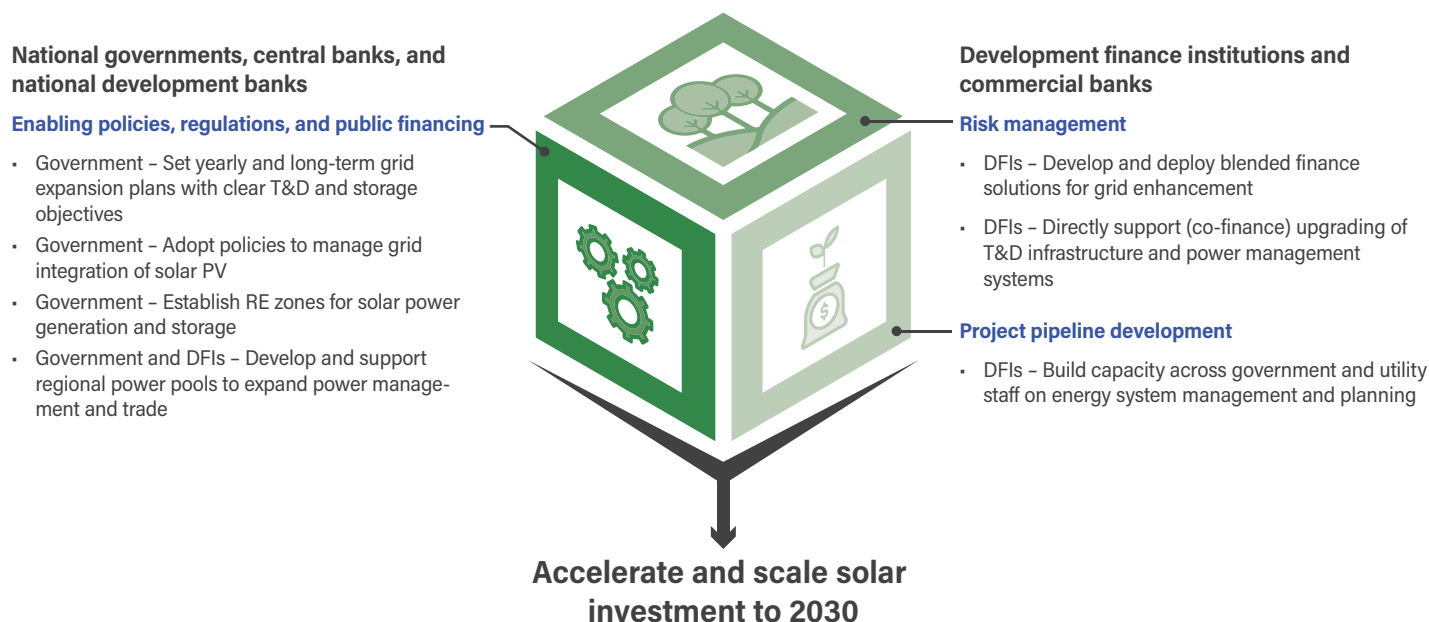 National governments, central banks, and
national development banks
Enabling policies, regulations, and public financing
▪ Government – Set yearly and long-term grid
expansion plans with clear T&D and storage
objectives
▪ Government – Adopt policies to manage grid
integration of solar PV
▪ Government – Establish RE zones for solar power
generation and storage
▪ Government and DFIs – Develop and support
regional power pools to expand power manage-
ment and trade
Development finance institutions and
commercial banks
Risk management
▪ DFIs – Develop and deploy blended finance
solutions for grid enhancement
▪ DFIs – Directly support (co-finance) upgrading of
T&D infrastructure and power management
systems
Project pipeline development
▪ DFIs – Build capacity across government and utility
staff on energy system management and planning
$
Accelerate and scale solar
investment to 2030